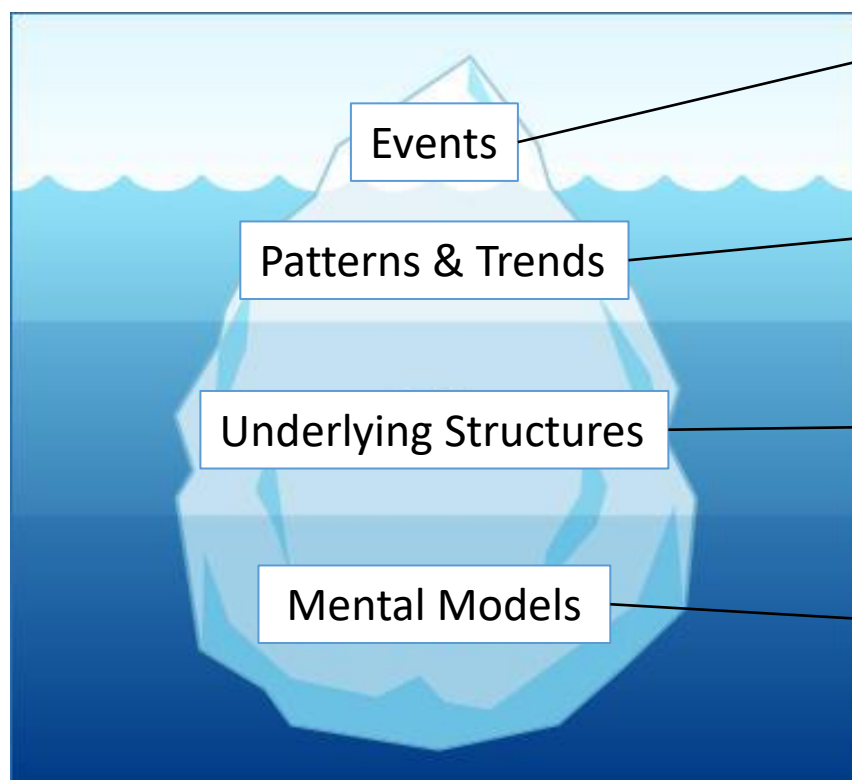 Events
Patterns & Trends
Underlying Structures
Mental Models